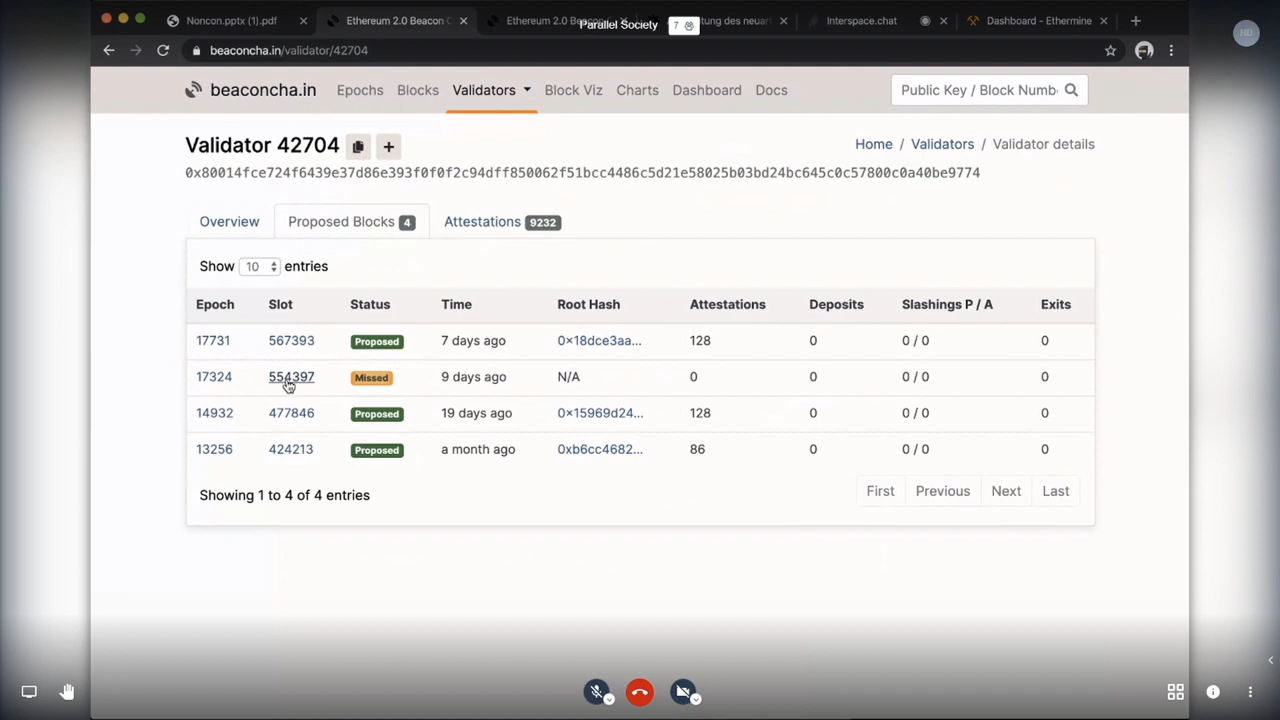 Noncon.pptx (1).pdf
Ethereum 2.0 Beacon C
Ethereum 2.0 Beacon
tung des neuar
Interspace.chat
Dashboard - Ethermine
Parallel Society
7
HD
beaconcha.in/validator/42704
beaconcha.in
Epochs
Blocks
Validators
Block Viz
Charts
Dashboard
Docs
Public Key / Block Numb
Validator 42704
Home / Validators / Validator details
0x80014fce724f6439e37d86e393f0f0f2c94dff850062f51bcc4486c5d21e58025b03bd24bc645c0c57800c0a40be9774
Overview
Proposed Blocks 4
Attestations 9232
Show 10 entries
Epoch Slot Status Time Root Hash Attestations Deposits Slashings P / A Exits
17731 567393 Proposed 7 days ago 0x18dce3aa... 128 0 0 / 0 0
17324 554397 Missed 9 days ago N/A 0 0 0 / 0 0
14932 477846 Proposed 19 days ago 0x15969d24... 128 0 0 / 0 0
13256 424213 Proposed a month ago 0xb6cc4682... 86 0 0 / 0 0
Showing 1 to 4 of 4 entries
First Previous Next Last